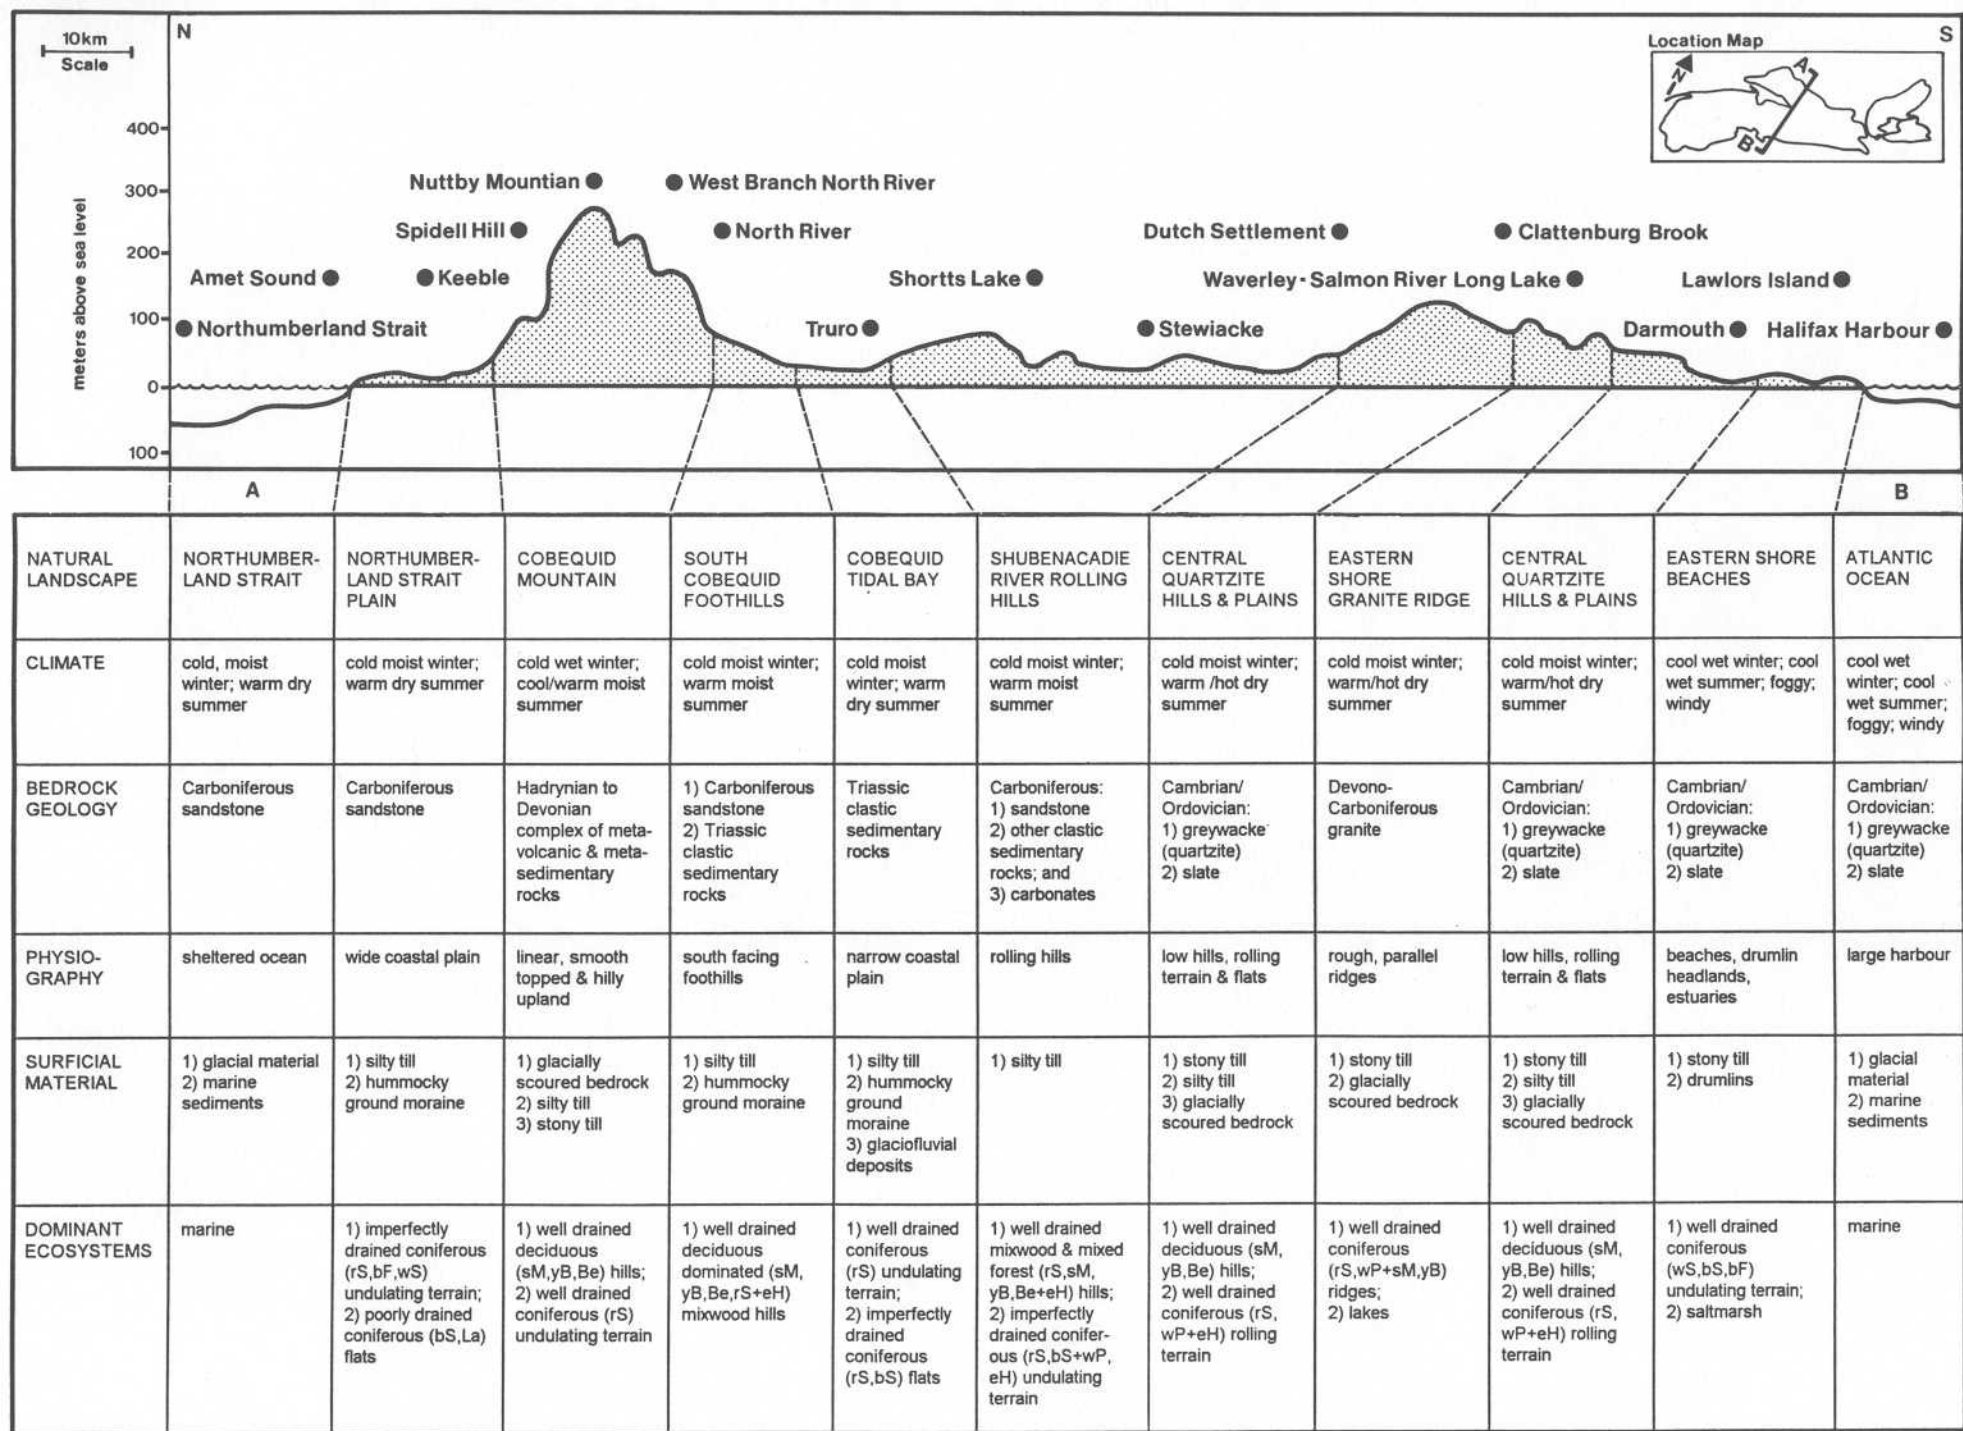 10km
Scale
N
S
Location Map
N
A
B
400
300
200
100
0
100
meters above sea level
Nuttby Mountian
West Branch North River
Spidell Hill
North River
Dutch Settlement
Clattenburg Brook
Amet Sound
Keeble
Shortts Lake
Waverley-Salmon River Long Lake
Lawlors Island
Northumberland Strait
Truro
Stewiacke
Darmouth
Halifax Harbour
A
B
NATURAL
LANDSCAPE
NORTHUMBER-
LAND STRAIT
NORTHUMBER-
LAND STRAIT
PLAIN
COBEQUID
MOUNTAIN
SOUTH
COBEQUID
FOOTHILLS
COBEQUID
TIDAL BAY
SHUBENACADIE
RIVER ROLLING
HILLS
CENTRAL
QUARTZITE
HILLS & PLAINS
EASTERN
SHORE
GRANITE RIDGE
CENTRAL
QUARTZITE
HILLS & PLAINS
EASTERN SHORE
BEACHES
ATLANTIC
OCEAN
CLIMATE
cold, moist
winter; warm dry
summer
cold moist winter;
warm dry summer
cold wet winter;
cool/warm moist
summer
cold moist winter;
warm moist
summer
cold moist
winter; warm
dry summer
cold moist winter;
warm moist
summer
cold moist winter;
warm /hot dry
summer
cold moist winter;
warm/hot dry
summer
cold moist winter;
warm/hot dry
summer
cool wet winter; cool
wet summer; foggy;
windy
cool wet
winter; cool
wet summer;
foggy; windy
BEDROCK
GEOLOGY
Carboniferous
sandstone
Carboniferous
sandstone
Hadrynian to
Devonian
complex of meta-
volcanic & meta-
sedimentary
rocks
1) Carboniferous
sandstone
2) Triassic
clastic
sedimentary
rocks
Triassic
clastic
sedimentary
rocks
Carboniferous:
1) sandstone
2) other clastic
sedimentary
rocks; and
3) carbonates
Cambrian/
Ordovician:
1) greywacke
(quartzite)
2) slate
Devono-
Carboniferous
granite
Cambrian/
Ordovician:
1) greywacke
(quartzite)
2) slate
Cambrian/
Ordovician:
1) greywacke
(quartzite)
2) slate
Cambrian/
Ordovician:
1) greywacke
(quartzite)
2) slate
PHYSIO-
GRAPHY
sheltered ocean
wide coastal plain
linear, smooth
topped & hilly
upland
south facing
foothills
narrow coastal
plain
rolling hills
low hills, rolling
terrain & flats
rough, parallel
ridges
low hills, rolling
terrain & flats
beaches, drumlin
headlands,
estuaries
large harbour
SURFICIAL
MATERIAL
1) glacial material
2) marine
sediments
1) silty till
2) hummocky
ground moraine
1) glacially
scoured bedrock
2) silty till
3) stony till
1) silty till
2) hummocky
ground moraine
1) silty till
2) hummocky
ground
moraine
3) glaciofluvial
deposits
1) silty till
1) stony till
2) silty till
3) glacially
scoured bedrock
1) stony till
2) glacially
scoured bedrock
1) stony till
2) silty till
3) glacially
scoured bedrock
1) stony till
2) drumlins
1) glacial
material
2) marine
sediments
DOMINANT
ECOSYSTEMS
marine
1) imperfectly
drained coniferous
(rS,bF,wS)
undulating terrain;
2) poorly drained
coniferous (bS,La)
flats
1) well drained
deciduous
(sM,yB,Be) hills;
2) well drained
coniferous (rS)
undulating terrain
1) well drained
deciduous
dominated (sM,
yB,Be,rS+eH)
mixwood hills
1) well drained
coniferous
(rS) undulating
terrain;
2) imperfectly
drained
coniferous
(rS,bS) flats
1) well drained
mixwood & mixed
forest (rS,sM,
yB,Be+eH) hills;
2) imperfectly
drained conifer-
ous (rS,bS+wP,
eH) undulating
terrain
1) well drained
deciduous (sM,
yB,Be) hills;
2) well drained
coniferous (rS,
wP+eH) rolling
terrain
1) well drained
coniferous
(rS,wP+sM,yB)
ridges;
2) lakes
1) well drained
deciduous (sM,
yB,Be) hills;
2) well drained
coniferous (rS,
wP+eH) rolling
terrain
1) well drained
coniferous
(wS,bS,bF)
undulating terrain;
2) saltmarsh
marine